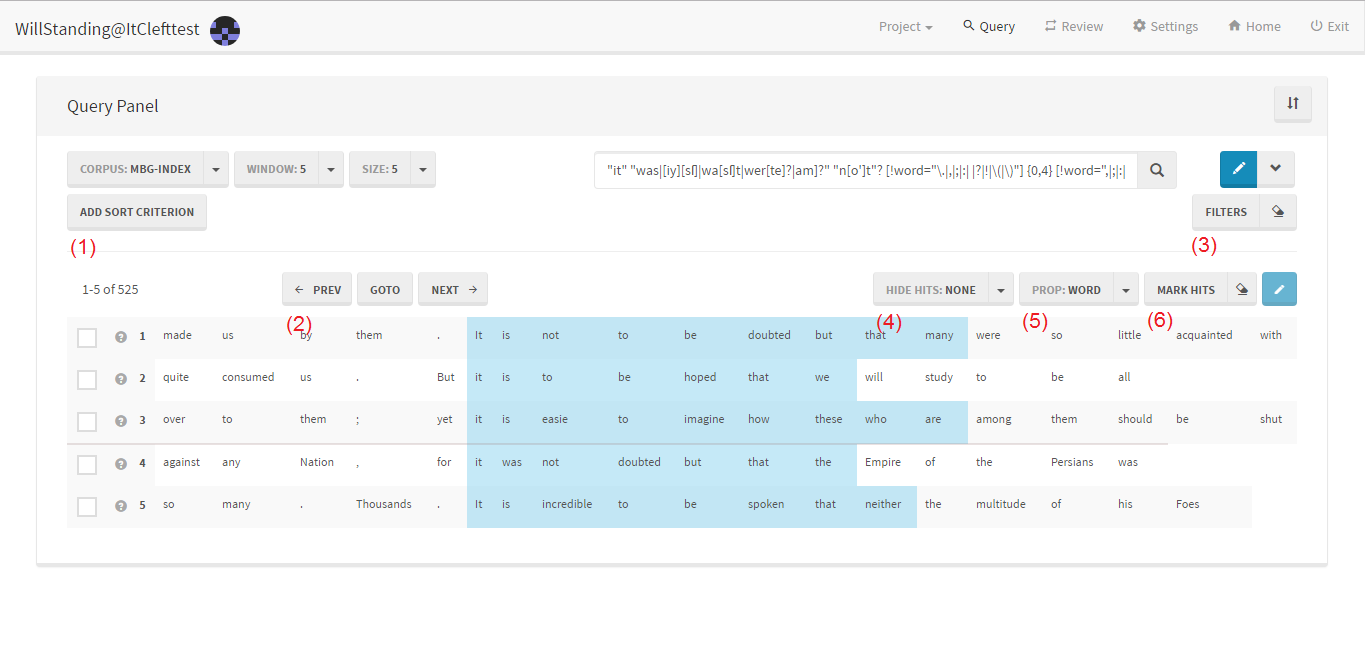 WillStanding@ItClefttest Project Query Review Settings Home Exit
Query Panel
CORPUS: MBG-INDEX WINDOW: 5 SIZE: 5 "it" "was|[iy][sſ]|wa[sſ]t|wer[te]?|am]?" "n[o']t"? [!word="\.|,|;|:| |?|!|\(|\)"] {0,4} [!word=",|;|:|
ADD SORT CRITERION FILTERS
(1) (3)
1-5 of 525 ← PREV GOTO NEXT → HIDE HITS: NONE PROP: WORD MARK HITS
(2) (4) (5) (6)
1 made us by them . It is not to be doubted but that many were so little acquainted with
2 quite consumed us . But it is to be hoped that we will study to be all
3 over to them ; yet it is easie to imagine how these who are among them should be shut
4 against any Nation , for it was not doubted but that the Empire of the Persians was
5 so many . Thousands . It is incredible to be spoken that neither the multitude of his Foes